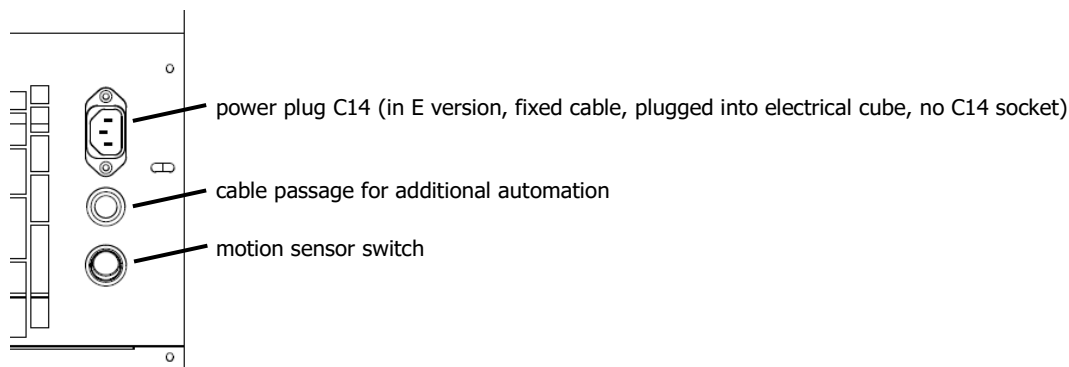 power plug C14 (in E version, fixed cable, plugged into electrical cube, no C14 socket)
cable passage for additional automation
motion sensor switch